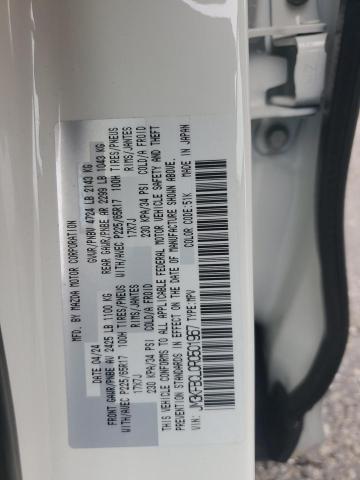 MFD. BY MAZDA MOTOR CORPORATION
DATE 04/24 GVWR/PNBV 4724 LB 2143 KG
FRONT GAWR/PNBE AV 2425 LB 1100 KG REAR GAWR/PNBE AR 2299 LB 1043 KG
WITH/AVEC P225/65R17 100H TIRES/PNEUS WITH/AVEC P225/65R17 100H TIRES/PNEUS
17X7J RIMS/JANTES 17X7J RIMS/JANTES
230 KPA/34 PSI COLD/A FROID 230 KPA/34 PSI COLD/A FROID
THIS VEHICLE CONFORMS TO ALL APPLICABLE FEDERAL MOTOR VEHICLE SAFETY AND THEFT
PREVENTION STANDARDS IN EFFECT ON THE DATE OF MANUFACTURE SHOWN ABOVE.
VIN: TYPE: MPV COLOR CODE: 51K MADE IN JAPAN